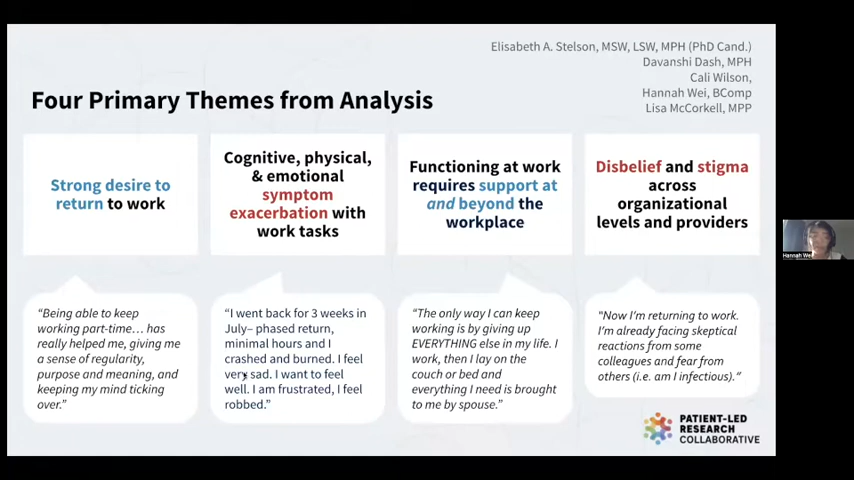 Elisabeth A. Stelson, MSW, LSW, MPH (PhD Cand.)
Davanshi Dash, MPH
Cali Wilson,
Hannah Wei, BComp
Lisa McCorkell, MPP
Four Primary Themes from Analysis
Strong desire to
return to work
Cognitive, physical,
& emotional
symptom
exacerbation with
work tasks
Functioning at work
requires support at
and beyond the
workplace
Disbelief and stigma
across
organizational
levels and providers
“Being able to keep
working part-time… has
really helped me, giving me
a sense of regularity,
purpose and meaning, and
keeping my mind ticking
over.”
“I went back for 3 weeks in
July– phased return,
minimal hours and I
crashed and burned. I feel
very sad. I want to feel
well. I am frustrated, I feel
robbed.”
“The only way I can keep
working is by giving up
EVERYTHING else in my life. I
work, then I lay on the
couch or bed and
everything I need is brought
to me by spouse.”
“Now I’m returning to work.
I’m already facing skeptical
reactions from some
colleagues and fear from
others (i.e. am I infectious).“
PATIENT-LED
RESEARCH
COLLABORATIVE
Hannah Wei